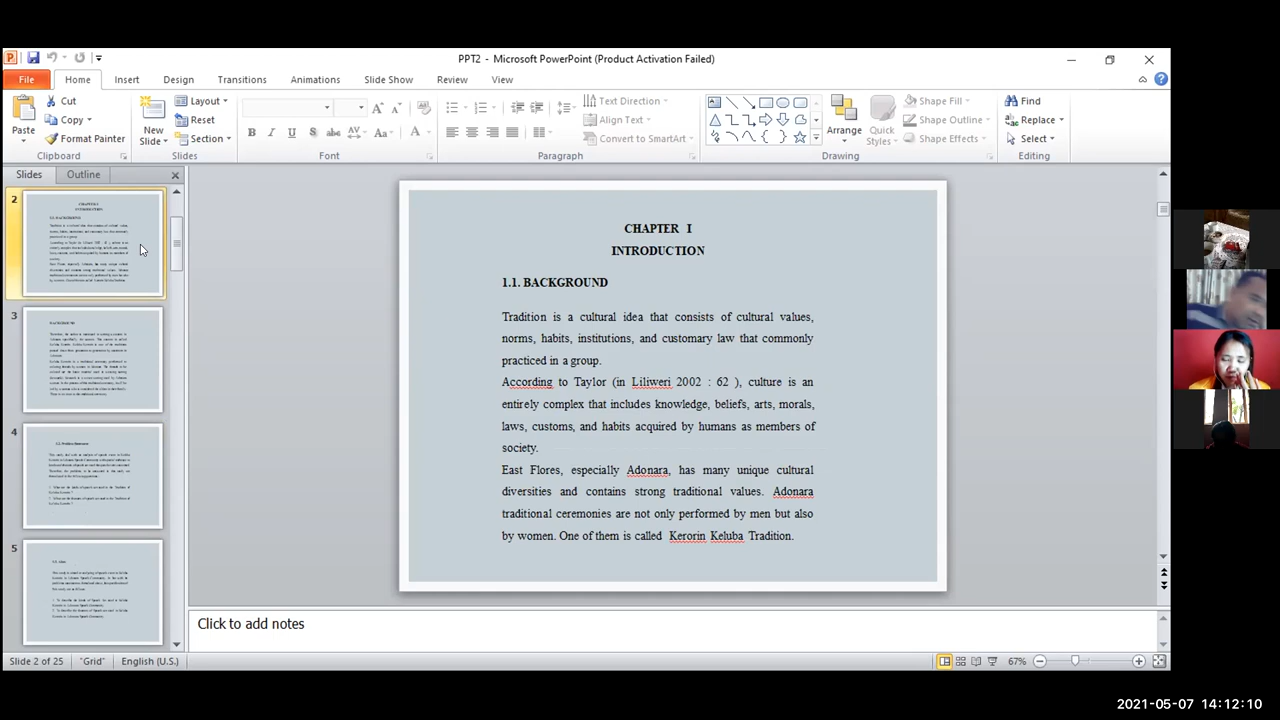 PPT2 - Microsoft PowerPoint (Product Activation Failed)
File Home Insert Design Transitions Animations Slide Show Review View
Paste
Cut
Copy
Format Painter
Clipboard
New
Slide
Layout
Reset
Section
Slides
Font
Text Direction
Align Text
Convert to SmartArt
Paragraph
Arrange
Quick
Styles
Shape Fill
Shape Outline
Shape Effects
Drawing
Find
Replace
Select
Editing
Slides Outline
2
3
BACKGROUND
4
5
CHAPTER I
INTRODUCTION
1.1. BACKGROUND
Tradition is a cultural idea that consists of cultural values,
norms, habits, institutions, and customary law that commonly
practiced in a group.
According to Taylor (in Liliweri 2002 : 62 ), culture is an
entirely complex that includes knowledge, beliefs, arts, morals,
laws, customs, and habits acquired by humans as members of
society.
East Flores, especially Adonara, has many unique cultural
diversities and contains strong traditional values. Adonara
traditional ceremonies are not only performed by men but also
by women. One of them is called Kerorin Keluba Tradition.
Click to add notes
Slide 2 of 25 "Grid" English (U.S.) 67%
2021-05-07 14:12:10